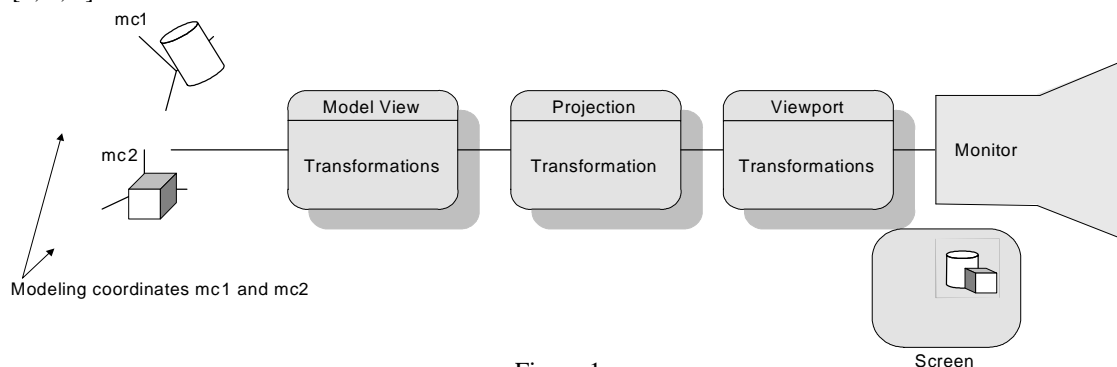 mc1
Model View
Transformations
Projection
Transformation
Viewport
Transformations
Monitor
mc2
Modeling coordinates mc1 and mc2
Screen